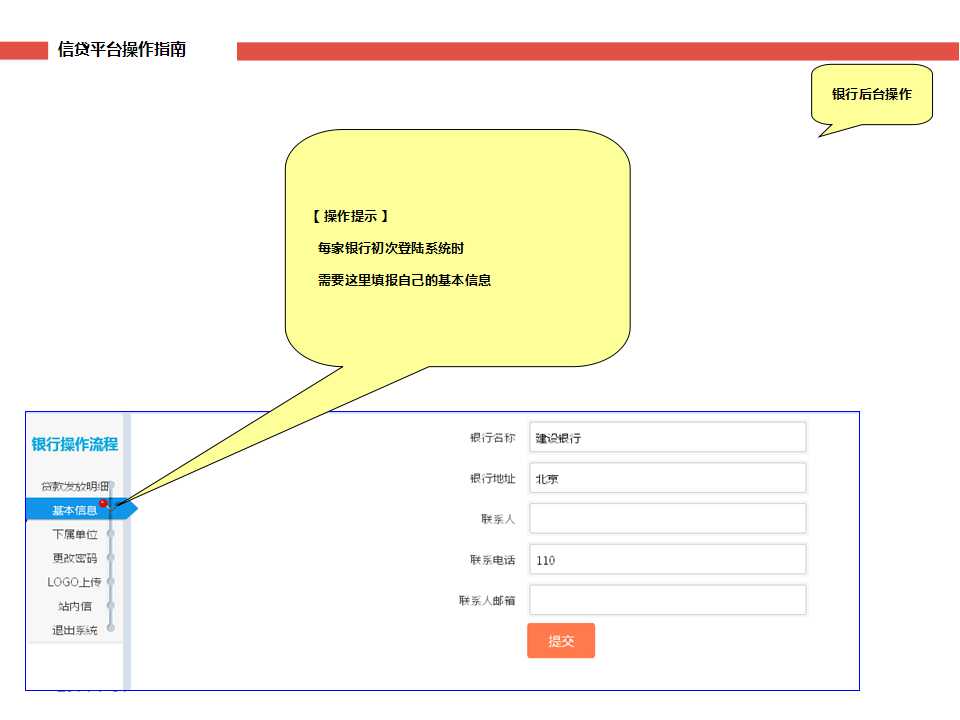 信贷平台操作指南
银行后台操作
【 操作提示 】
每家银行初次登陆系统时
需要这里填报自己的基本信息
银行操作流程
贷款发放明细
基本信息
下属单位
更改密码
LOGO上传
站内信
退出系统
银行名称 建设银行
银行地址 北京
联系人
联系电话 110
联系人邮箱
提交